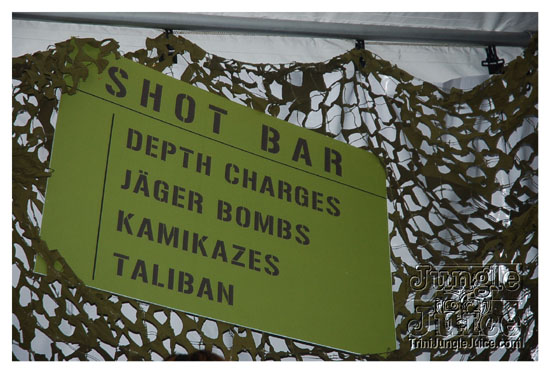 SHOT BAR
DEPTH CHARGES
JÄGER BOMBS
KAMIKAZES
TALIBAN
Jungle
Juice
TriniJungleJuice.com